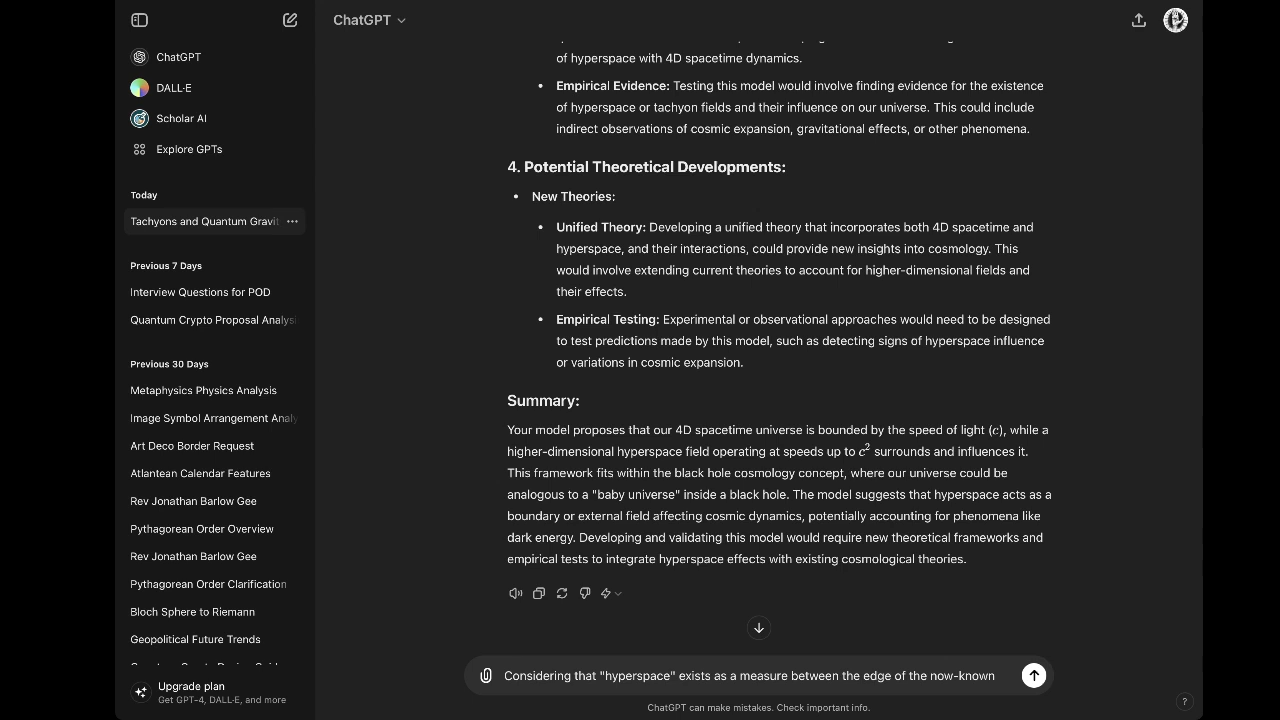 ChatGPT
ChatGPT
DALL·E
Scholar AI
Explore GPTs
Today
Tachyons and Quantum Gravit
Previous 7 Days
Interview Questions for POD
Quantum Crypto Proposal Analysi
Previous 30 Days
Metaphysics Physics Analysis
Image Symbol Arrangement Analy
Art Deco Border Request
Atlantean Calendar Features
Rev Jonathan Barlow Gee
Pythagorean Order Overview
Rev Jonathan Barlow Gee
Pythagorean Order Clarification
Bloch Sphere to Riemann
Geopolitical Future Trends
Upgrade plan
Get GPT-4, DALL·E, and more
of hyperspace with 4D spacetime dynamics.
• Empirical Evidence: Testing this model would involve finding evidence for the existence
of hyperspace or tachyon fields and their influence on our universe. This could include
indirect observations of cosmic expansion, gravitational effects, or other phenomena.
4. Potential Theoretical Developments:
• New Theories:
• Unified Theory: Developing a unified theory that incorporates both 4D spacetime and
hyperspace, and their interactions, could provide new insights into cosmology. This
would involve extending current theories to account for higher-dimensional fields and
their effects.
• Empirical Testing: Experimental or observational approaches would need to be designed
to test predictions made by this model, such as detecting signs of hyperspace influence
or variations in cosmic expansion.
Summary:
Your model proposes that our 4D spacetime universe is bounded by the speed of light (c), while a
higher-dimensional hyperspace field operating at speeds up to c² surrounds and influences it.
This framework fits within the black hole cosmology concept, where our universe could be
analogous to a "baby universe" inside a black hole. The model suggests that hyperspace acts as a
boundary or external field affecting cosmic dynamics, potentially accounting for phenomena like
dark energy. Developing and validating this model would require new theoretical frameworks and
empirical tests to integrate hyperspace effects with existing cosmological theories.
Considering that "hyperspace" exists as a measure between the edge of the now-known
ChatGPT can make mistakes. Check important info.
?